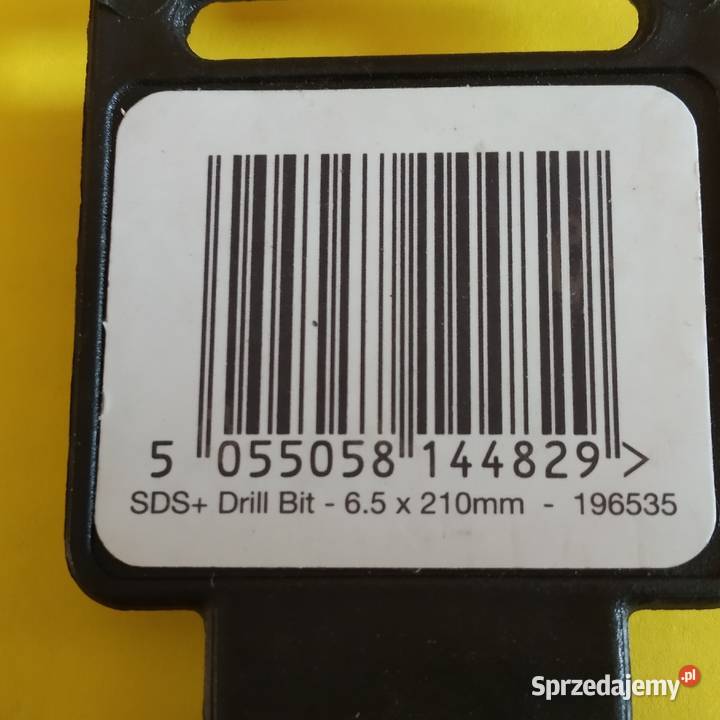 5 055058 144829 >
SDS+ Drill Bit - 6.5 x 210mm - 196535
Sprzedajemy.pl